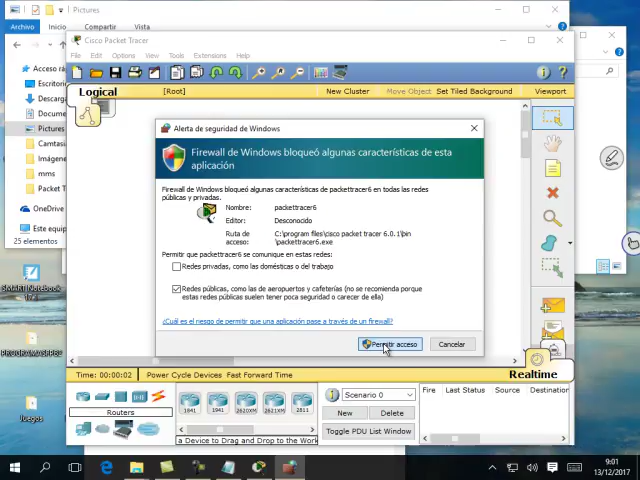 Pictures
Archivo Inicio Compartir Vista
Cisco Packet Tracer
File Edit Options View Tools Extensions Help
Acceso rá
Escritorio
Descarga
Docume
Pictures
Camtasi
Imágene
mms
Packet T
OneDrive
Este equip
25 elementos
Logical [Root] New Cluster Move Object Set Tiled Background Viewport
Alerta de seguridad de Windows
Firewall de Windows bloqueó algunas características de esta
aplicación
Firewall de Windows bloqueó algunas características de packettracer6 en todas las redes
públicas y privadas.
Nombre: packettracer6
Editor: Desconocido
Ruta de acceso: C:\program files\cisco packet tracer 6.0.1\bin
\packettracer6.exe
Permitir que packettracer6 se comunique en estas redes:
Redes privadas, como las domésticas o del trabajo
Redes públicas, como las de aeropuertos y cafeterías (no se recomienda porque
estas redes públicas suelen tener poca seguridad o carecer de ella)
¿Cuál es el riesgo de permitir que una aplicación pase a través de un firewall?
Permitir acceso Cancelar
SMART Notebook
17.1
Juegos
Time: 00:00:02 Power Cycle Devices Fast Forward Time Realtime
Routers
1841 1941 2620XM 2621XM 2811
a Device to Drag and Drop to the Work
Scenario 0
New Delete
Toggle PDU List Window
Fire Last Status Source Destination
9:01
13/12/2017